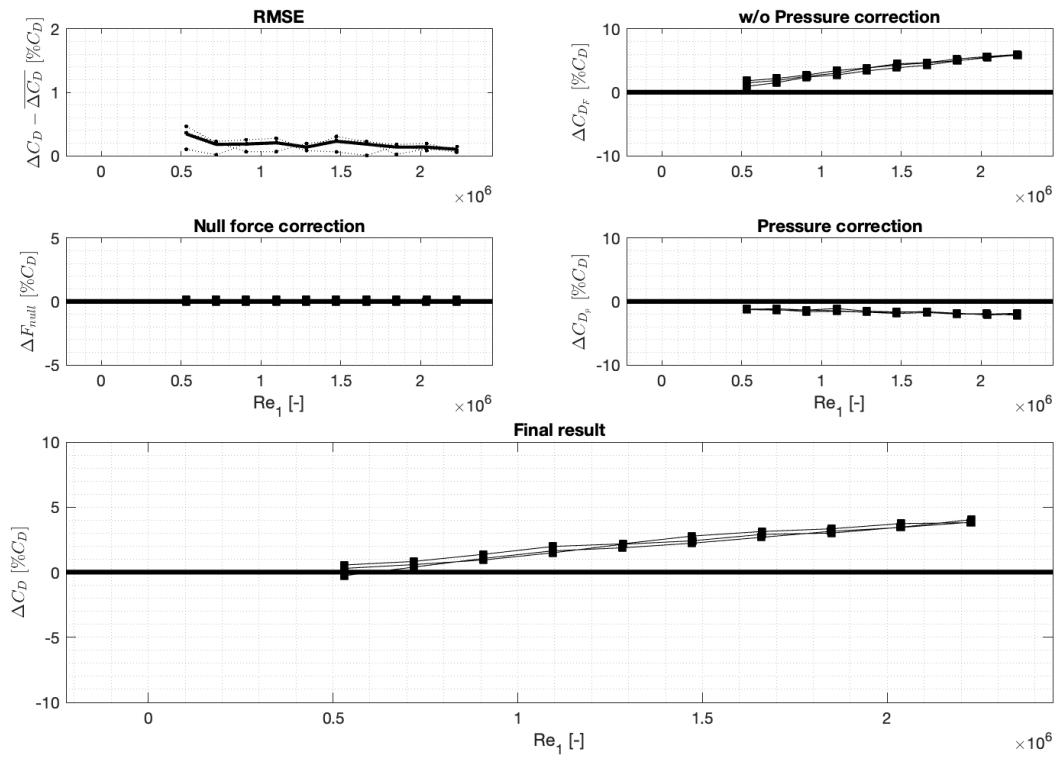 RMSE
ΔC_D − \overline{ΔC_D} [%C_D]
2
1
0
0 0.5 1 1.5 2
×10^6
w/o Pressure correction
ΔC_{D_F} [%C_D]
10
0
-10
0 0.5 1 1.5 2
×10^6
Null force correction
ΔF_{null} [%C_D]
5
0
-5
0 0.5 1 1.5 2
Re_1 [-]
×10^6
Pressure correction
ΔC_{D_p} [%C_D]
10
0
-10
0 0.5 1 1.5 2
Re_1 [-]
×10^6
Final result
ΔC_D [%C_D]
10
5
0
-5
-10
0 0.5 1 1.5 2
Re_1 [-]
×10^6